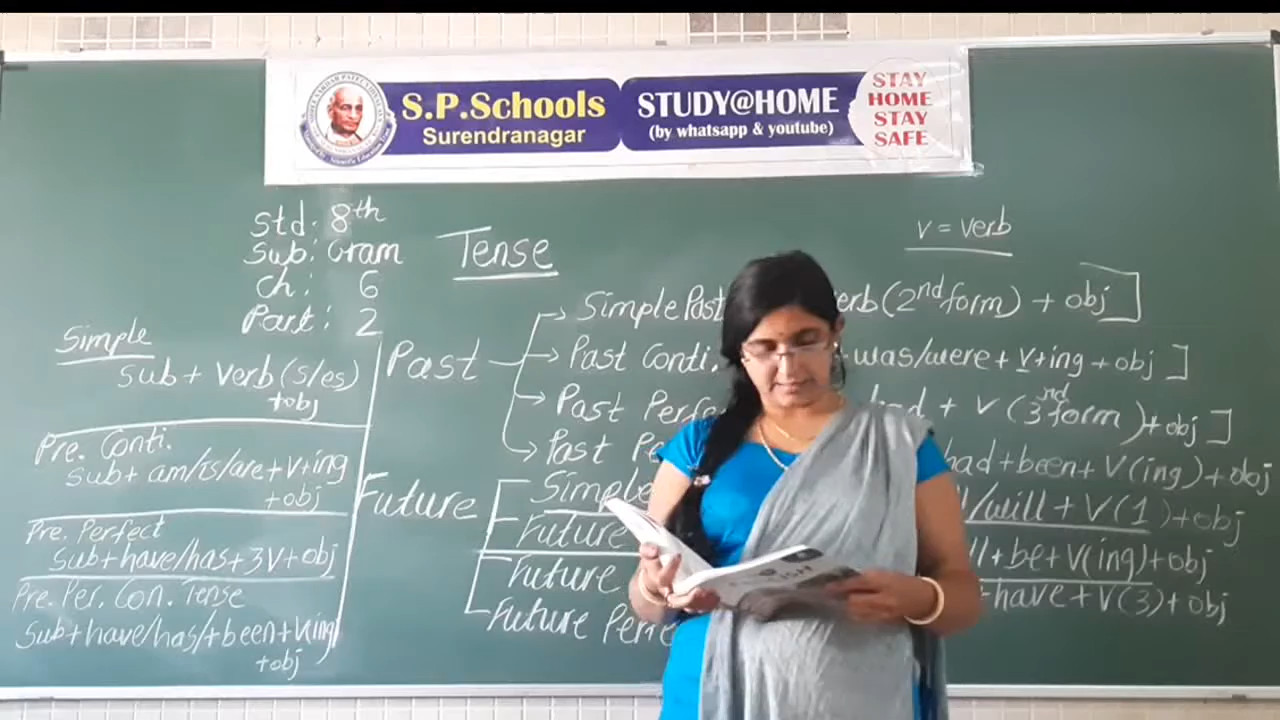 S.P.Schools
Surendranagar
STUDY@HOME
(by whatsapp & youtube)
STAY
HOME
STAY
SAFE
Std: 8th
Sub: Gram
Ch: 6
Part: 2
Tense
v = verb
Simple
Sub + verb (s/es)
+obj
Pre. Conti.
Sub + am/is/are + v + ing
+obj
Pre. Perfect
Sub + have/has + 3v + obj
Pre. Per. Con. Tense
Sub + have/has/ + been + v(ing)
+obj
Past
Simple Past erb (2nd form) + obj]
Past Conti. + was/were + v + ing + obj]
Past Perfe had + v (3nd form) + obj]
Past Pe had + been + v (ing) + obj
Future
Simple l/will + v (1) + obj
Future ll + be + v(ing) + obj
Future +have + v(3) + obj
Future Perfe